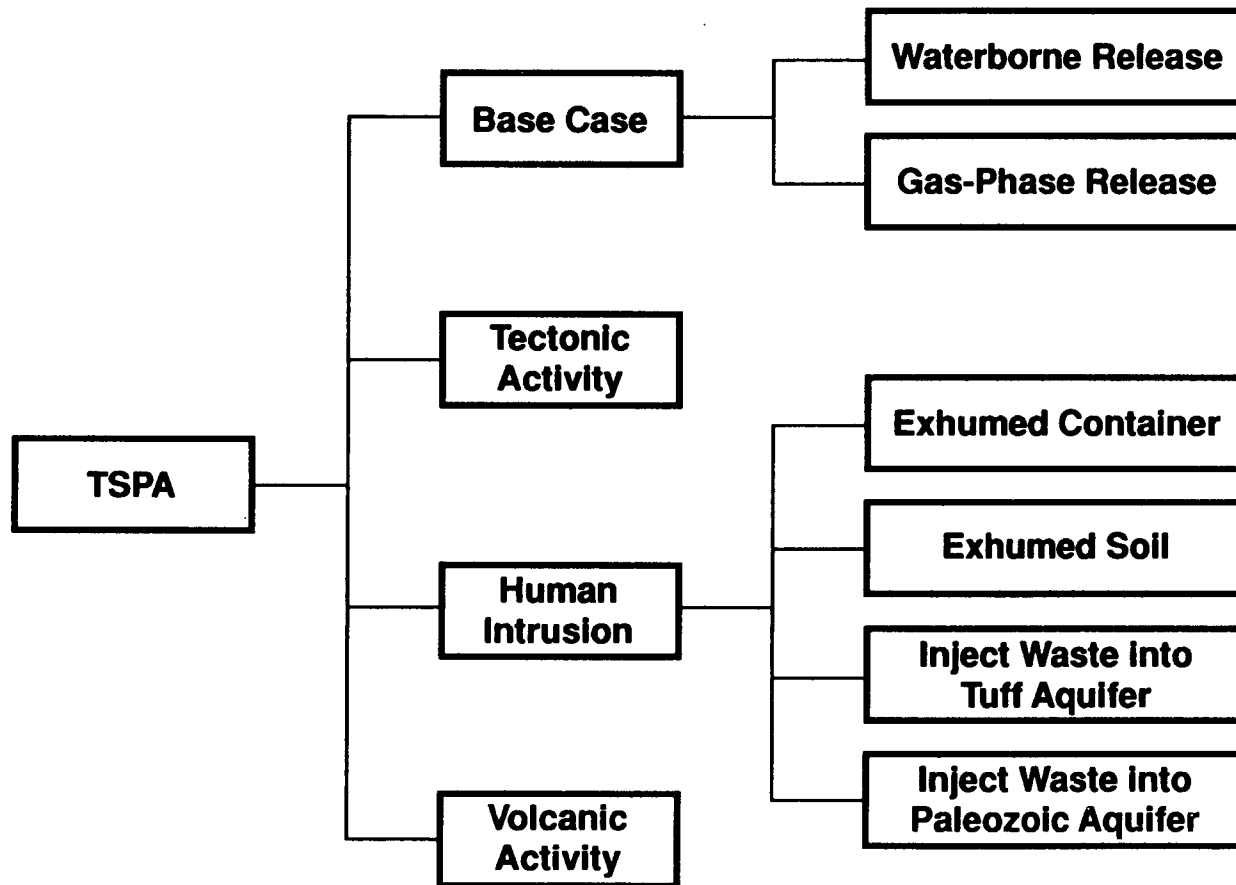 Waterborne Release
Base Case
Gas-Phase Release
Tectonic
Activity
Exhumed Container
TSPA
Exhumed Soil
Human
Intrusion
Inject Waste into
Tuff Aquifer
Inject Waste into
Paleozoic Aquifer
Volcanic
Activity